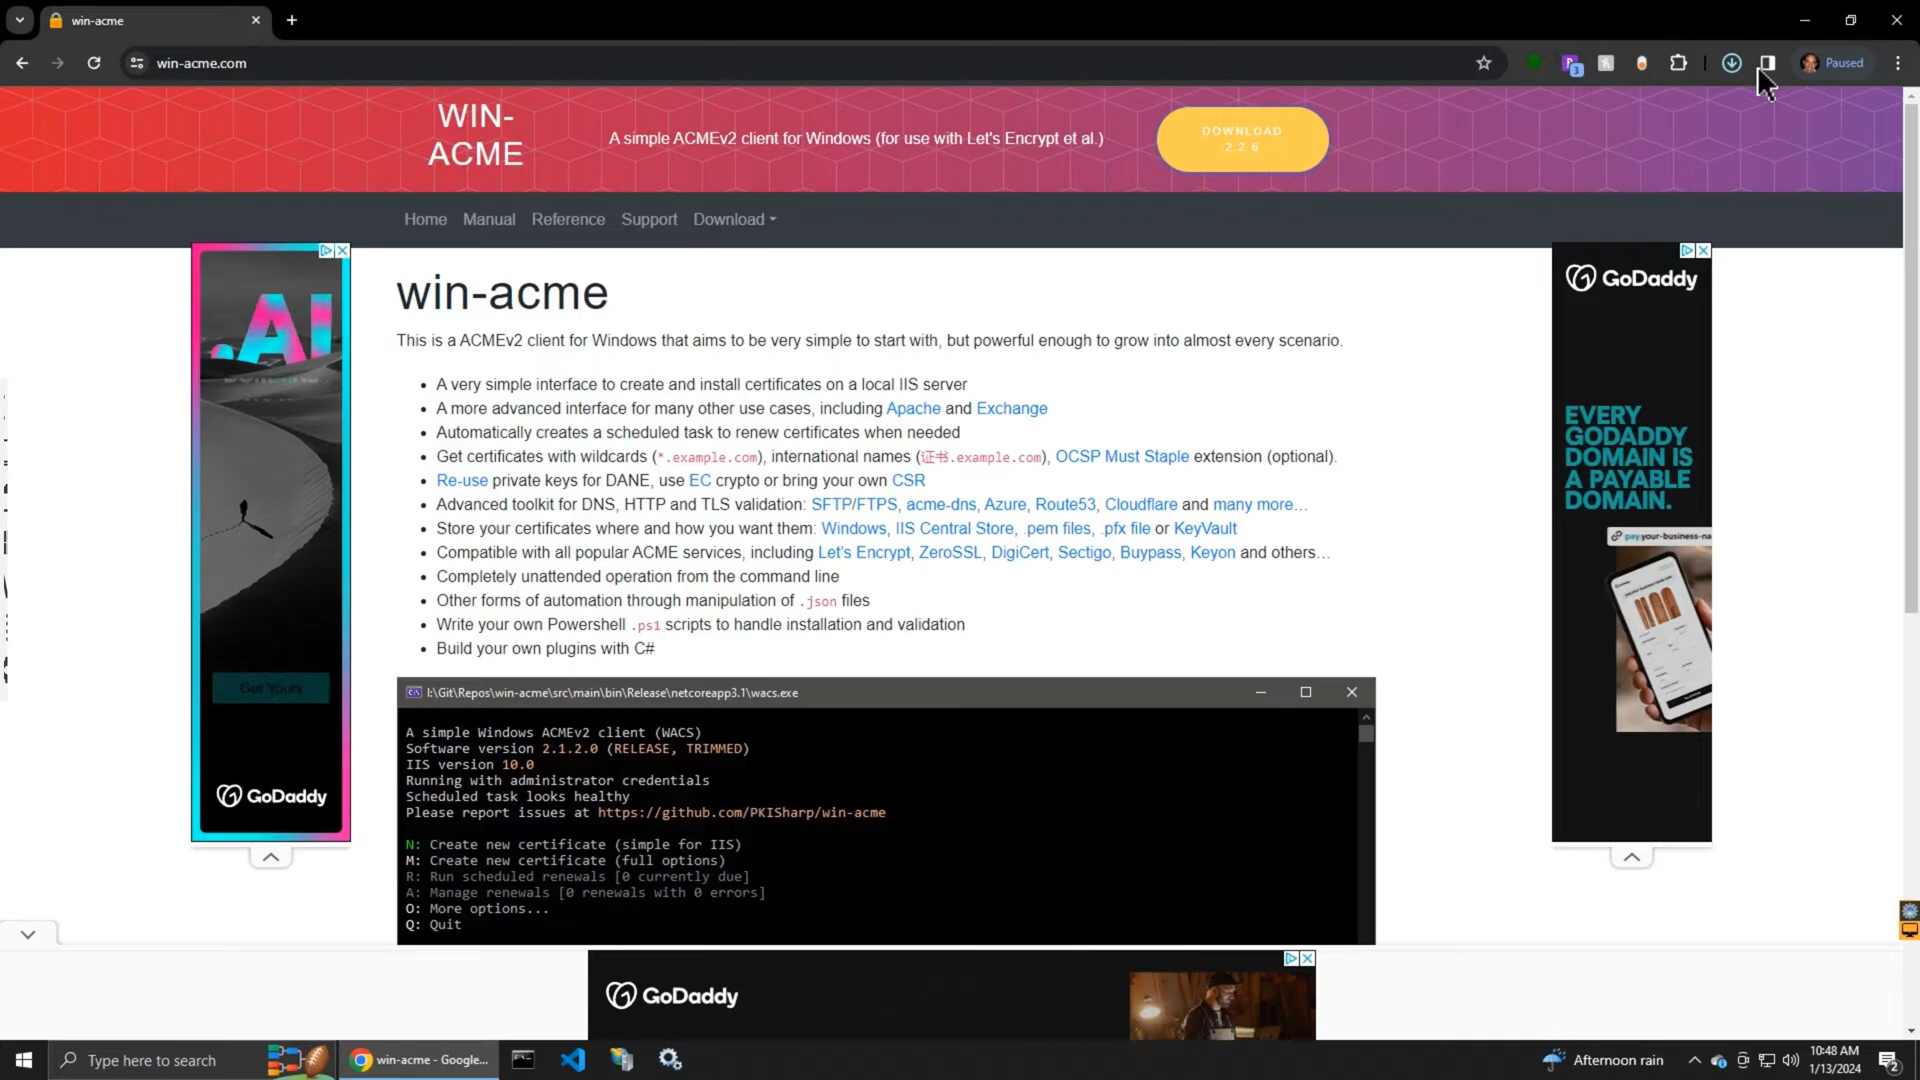 win-acme
win-acme.com
3
Paused
WIN-
ACME
A simple ACMEv2 client for Windows (for use with Let's Encrypt et al.)
DOWNLOAD
2.2.6
Home
Manual
Reference
Support
Download
.AI
Get Yours
GoDaddy
win-acme
This is a ACMEv2 client for Windows that aims to be very simple to start with, but powerful enough to grow into almost every scenario.
• A very simple interface to create and install certificates on a local IIS server
• A more advanced interface for many other use cases, including Apache and Exchange
• Automatically creates a scheduled task to renew certificates when needed
• Get certificates with wildcards (*.example.com), international names (证书.example.com), OCSP Must Staple extension (optional).
• Re-use private keys for DANE, use EC crypto or bring your own CSR
• Advanced toolkit for DNS, HTTP and TLS validation: SFTP/FTPS, acme-dns, Azure, Route53, Cloudflare and many more…
• Store your certificates where and how you want them: Windows, IIS Central Store, .pem files, .pfx file or KeyVault
• Compatible with all popular ACME services, including Let's Encrypt, ZeroSSL, DigiCert, Sectigo, Buypass, Keyon and others…
• Completely unattended operation from the command line
• Other forms of automation through manipulation of .json files
• Write your own Powershell .ps1 scripts to handle installation and validation
• Build your own plugins with C#
GoDaddy
EVERY
GODADDY
DOMAIN IS
A PAYABLE
DOMAIN.
pay.your-business-na
I:\Git\Repos\win-acme\src\main\bin\Release\netcoreapp3.1\wacs.exe
A simple Windows ACMEv2 client (WACS)
Software version 2.1.2.0 (RELEASE, TRIMMED)
IIS version 10.0
Running with administrator credentials
Scheduled task looks healthy
Please report issues at https://github.com/PKISharp/win-acme
N: Create new certificate (simple for IIS)
M: Create new certificate (full options)
R: Run scheduled renewals [0 currently due]
A: Manage renewals [0 renewals with 0 errors]
O: More options...
Q: Quit
GoDaddy
Type here to search
win-acme - Google...
Afternoon rain
10:48 AM
1/13/2024
2